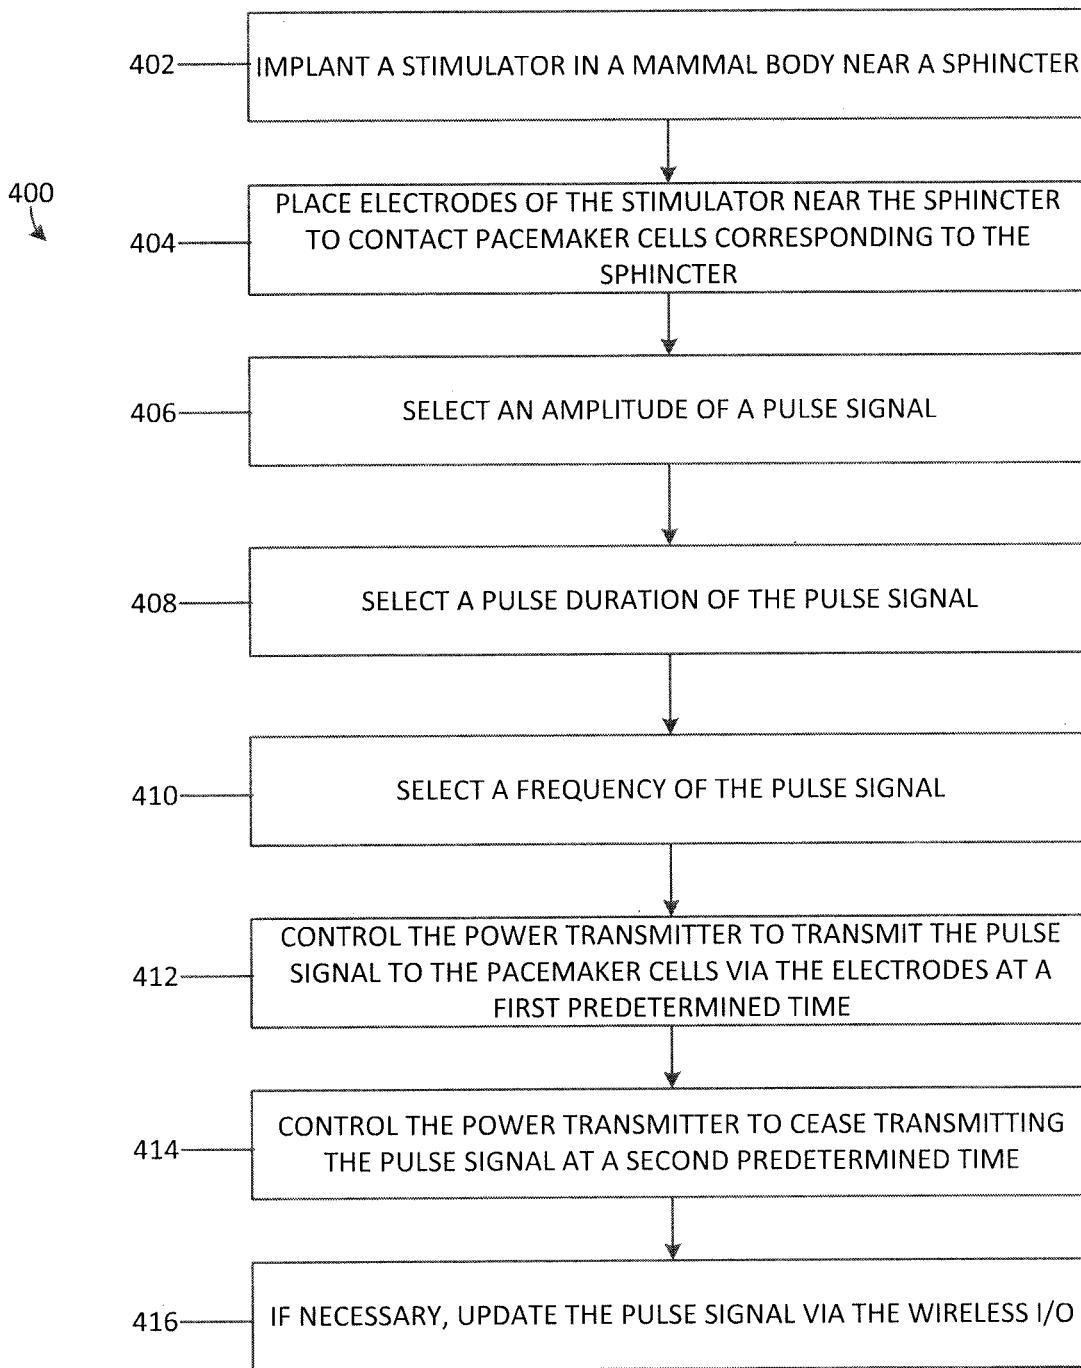 402
IMPLANT A STIMULATOR IN A MAMMAL BODY NEAR A SPHINCTER
400
404
PLACE ELECTRODES OF THE STIMULATOR NEAR THE SPHINCTER
TO CONTACT PACEMAKER CELLS CORRESPONDING TO THE
SPHINCTER
406
SELECT AN AMPLITUDE OF A PULSE SIGNAL
408
SELECT A PULSE DURATION OF THE PULSE SIGNAL
410
SELECT A FREQUENCY OF THE PULSE SIGNAL
412
CONTROL THE POWER TRANSMITTER TO TRANSMIT THE PULSE
SIGNAL TO THE PACEMAKER CELLS VIA THE ELECTRODES AT A
FIRST PREDETERMINED TIME
414
CONTROL THE POWER TRANSMITTER TO CEASE TRANSMITTING
THE PULSE SIGNAL AT A SECOND PREDETERMINED TIME
416
IF NECESSARY, UPDATE THE PULSE SIGNAL VIA THE WIRELESS I/O